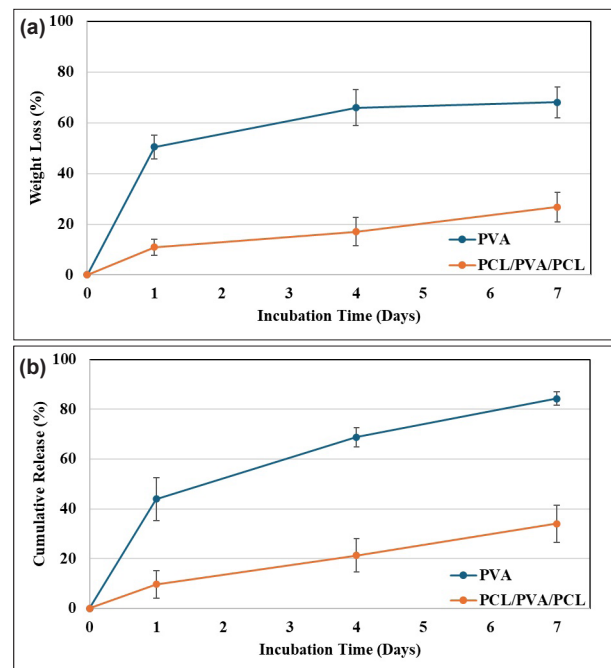 (a)
100
80
60
40
20
0
Weight Loss (%)
PVA
PCL/PVA/PCL
0 1 2 3 4 5 6 7
Incubation Time (Days)
(b)
100
80
60
40
20
0
Cumulative Release (%)
PVA
PCL/PVA/PCL
0 1 2 3 4 5 6 7
Incubation Time (Days)